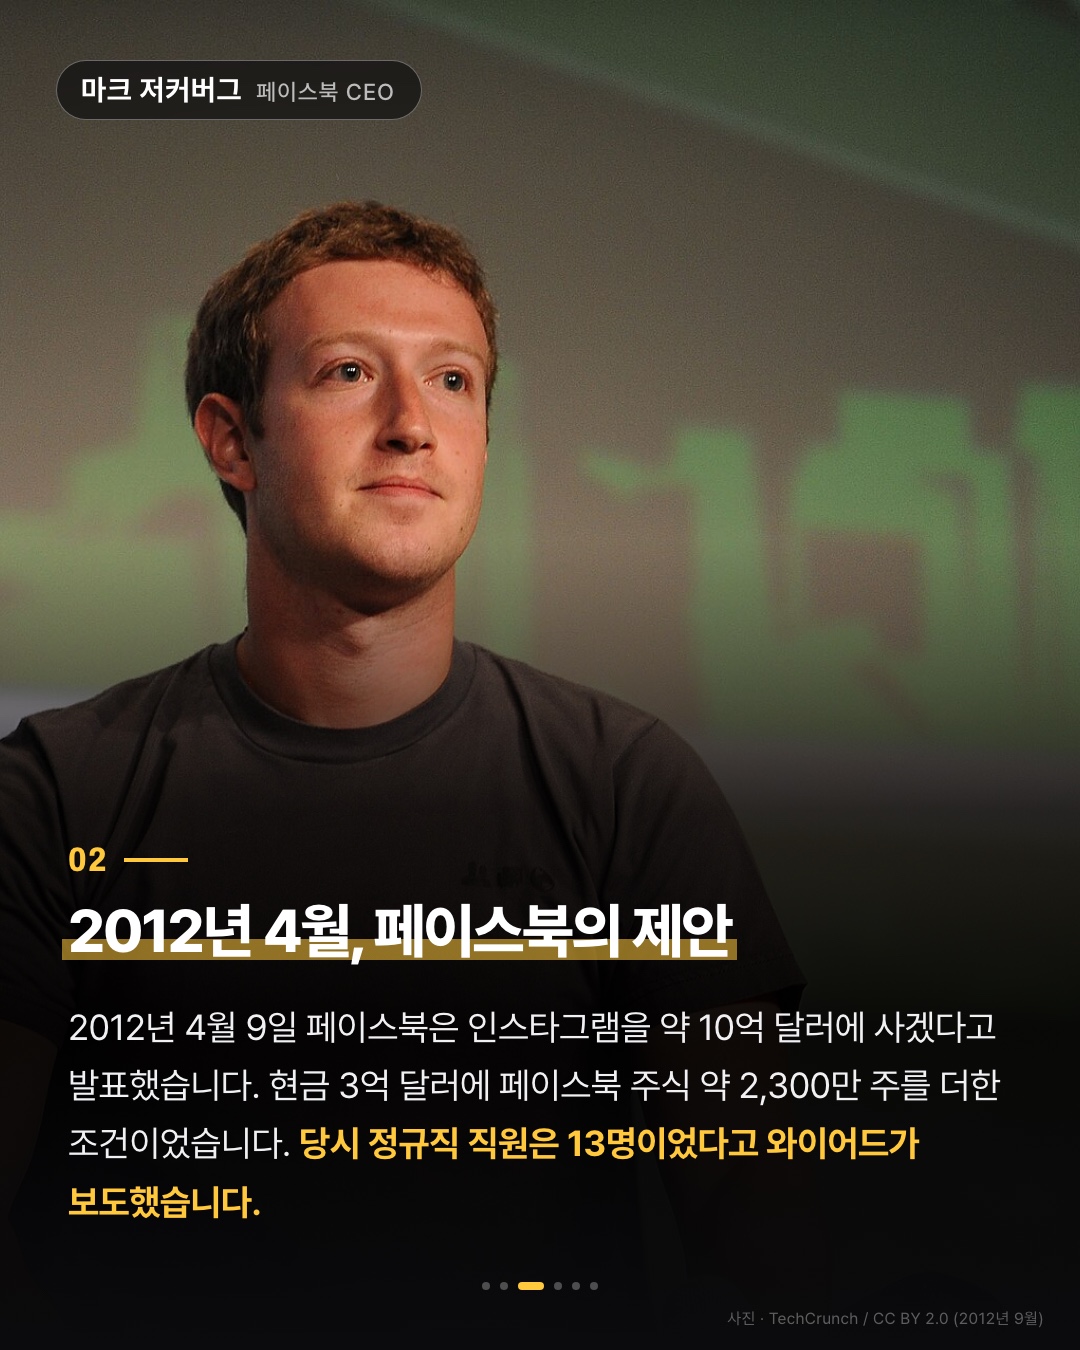 마크 저커버그 페이스북 CEO
02
2012년 4월, 페이스북의 제안
2012년 4월 9일 페이스북은 인스타그램을 약 10억 달러에 사겠다고
발표했습니다. 현금 3억 달러에 페이스북 주식 약 2,300만 주를 더한
조건이었습니다. 당시 정규직 직원은 13명이었다고 와이어드가
보도했습니다.
사진 · TechCrunch / CC BY 2.0 (2012년 9월)